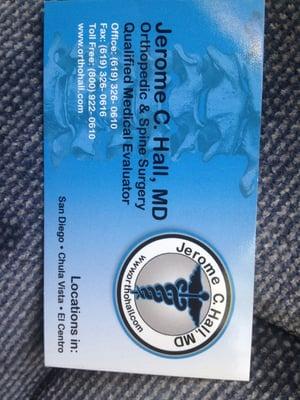 Jerome C. Hall, MD
Orthopedic & Spine Surgery
Qualified Medical Evaluator
Office: (619) 326-0610
Fax: (619) 326-0616
Toll Free: (800) 922-0610
www.orthohall.com
Jerome C. Hall, MD
www.orthohall.com
Locations in:
San Diego • Chula Vista • El Centro